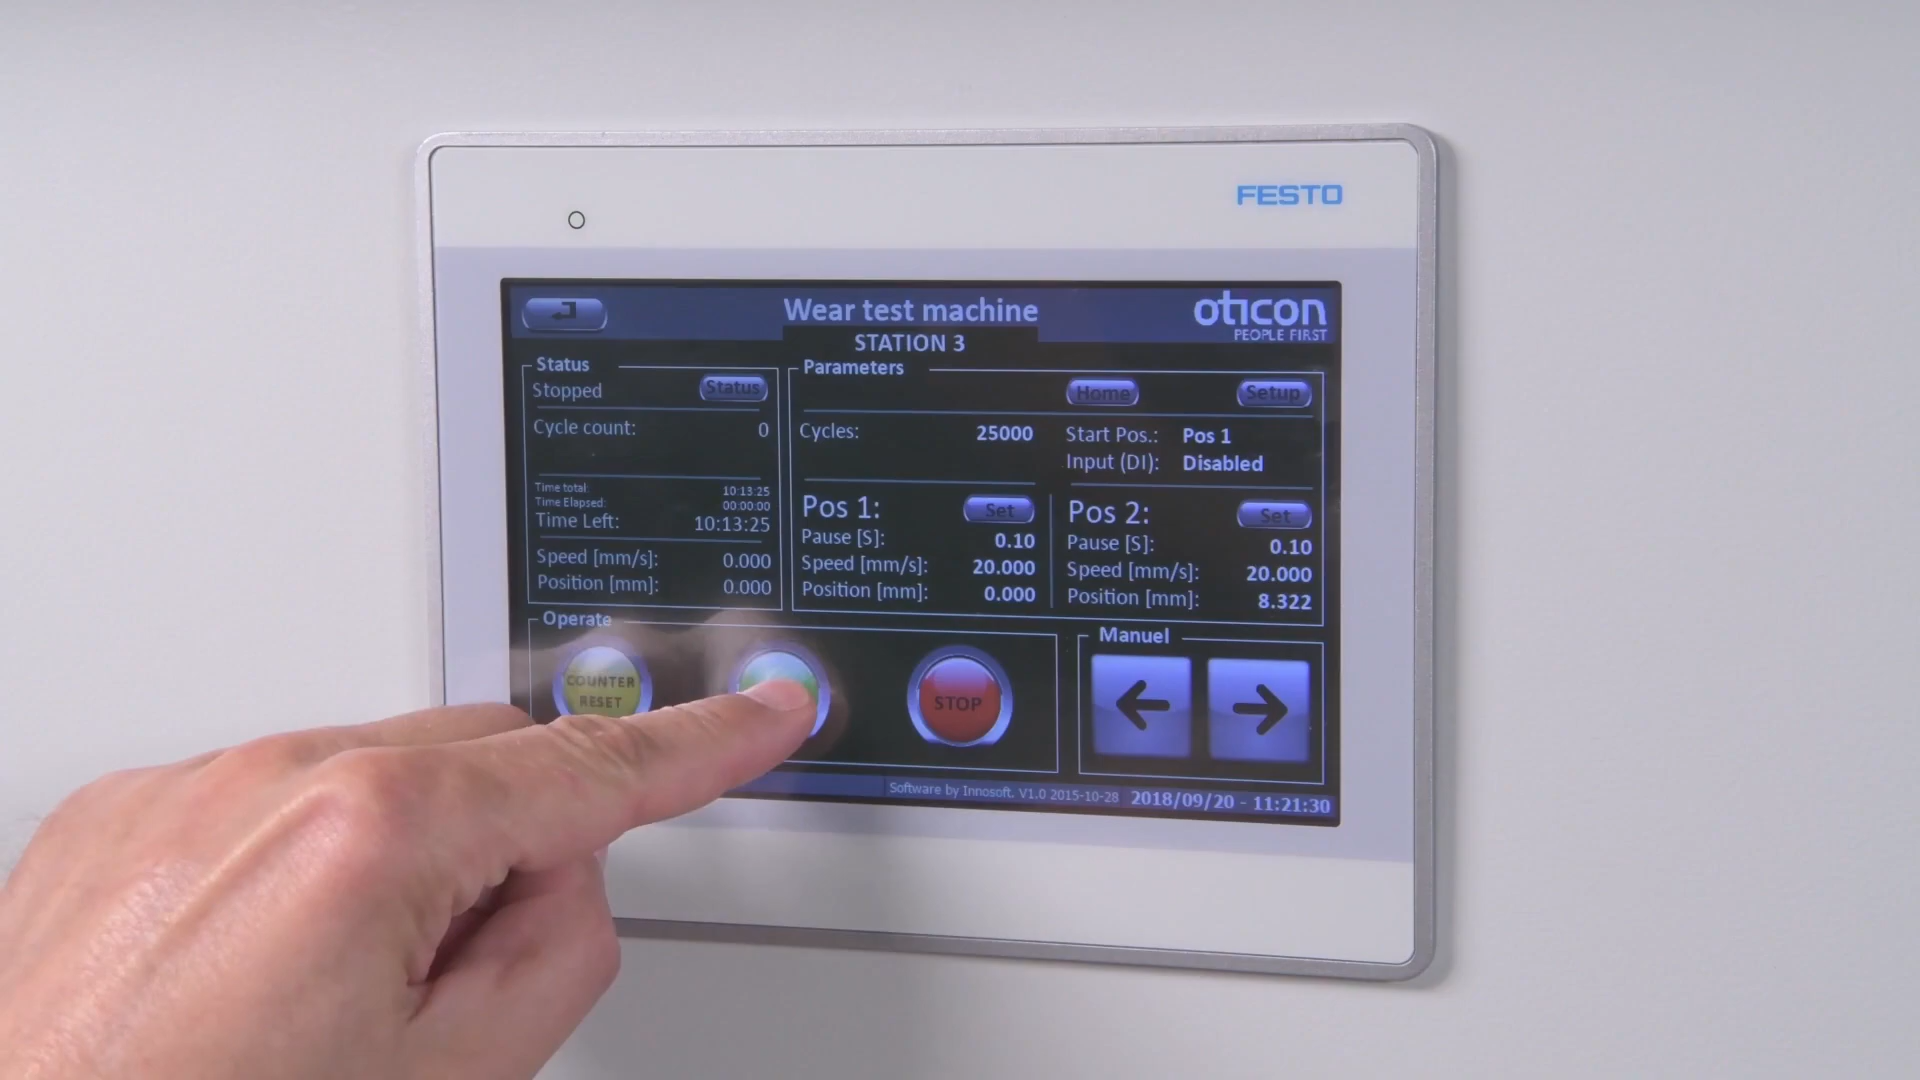 FESTO
Wear test machine
oticon
PEOPLE FIRST
STATION 3
Status
Stopped
Status
Cycle count: 0
Time total: 10:13:25
Time Elapsed: 00:00:00
Time Left: 10:13:25
Speed [mm/s]: 0.000
Position [mm]: 0.000
Parameters
Home
Setup
Cycles: 25000
Start Pos.: Pos 1
Input (DI): Disabled
Pos 1:
Set
Pause [S]: 0.10
Speed [mm/s]: 20.000
Position [mm]: 0.000
Pos 2:
Set
Pause [S]: 0.10
Speed [mm/s]: 20.000
Position [mm]: 8.322
Operate
COUNTER
RESET
STOP
Manuel
Software by Innosoft. V1.0 2015-10-28
2018/09/20 - 11:21:30